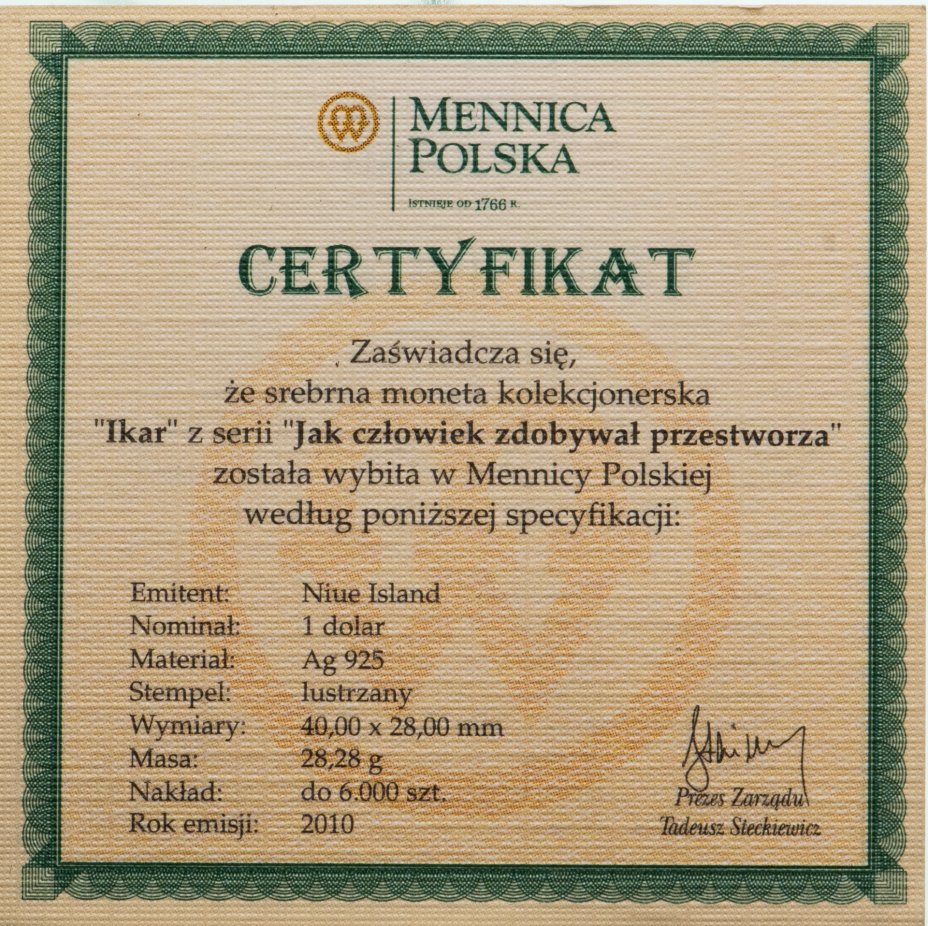 MENNICA
POLSKA
ISTNIEJE OD 1766 R.
CERTYFIKAT
Zaświadcza się,
że srebrna moneta kolekcjonerska
"Ikar" z serii "Jak człowiek zdobywał przestworza"
została wybita w Mennicy Polskiej
według poniższej specyfikacji:
Emitent: Niue Island
Nominał: 1 dolar
Materiał: Ag 925
Stempel: lustrzany
Wymiary: 40,00 x 28,00 mm
Masa: 28,28 g
Nakład: do 6.000 szt.
Rok emisji: 2010
Prezes Zarządu
Tadeusz Steckiewicz